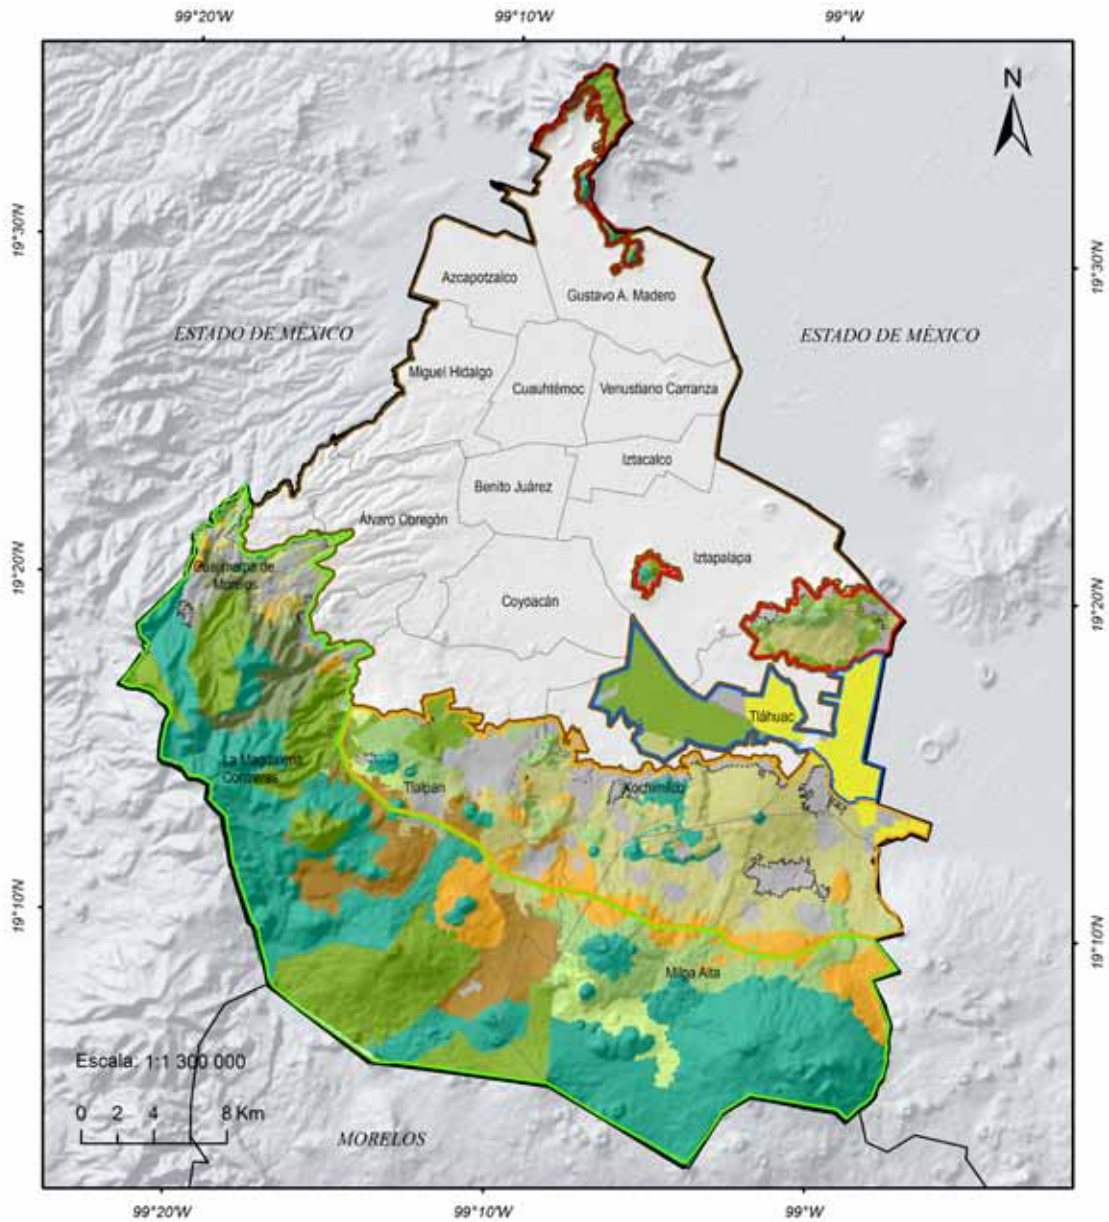 99°20'W 99°10'W 99°W
N
19°30'N
19°30'N
Azcapotzalco
Gustavo A. Madero
ESTADO DE MÉXICO
ESTADO DE MÉXICO
Miguel Hidalgo
Cuauhtémoc
Venustiano Carranza
Iztacalco
Benito Juárez
Álvaro Obregón
Iztapalapa
19°20'N
Cuajimalpa de
Morelos
Coyoacán
19°20'N
Tláhuac
La Magdalena
Contreras
Tlalpan
Xochimilco
19°10'N
19°10'N
Milpa Alta
Escala: 1:1 300 000
0 2 4 8 Km
MORELOS
99°20'W 99°10'W 99°W